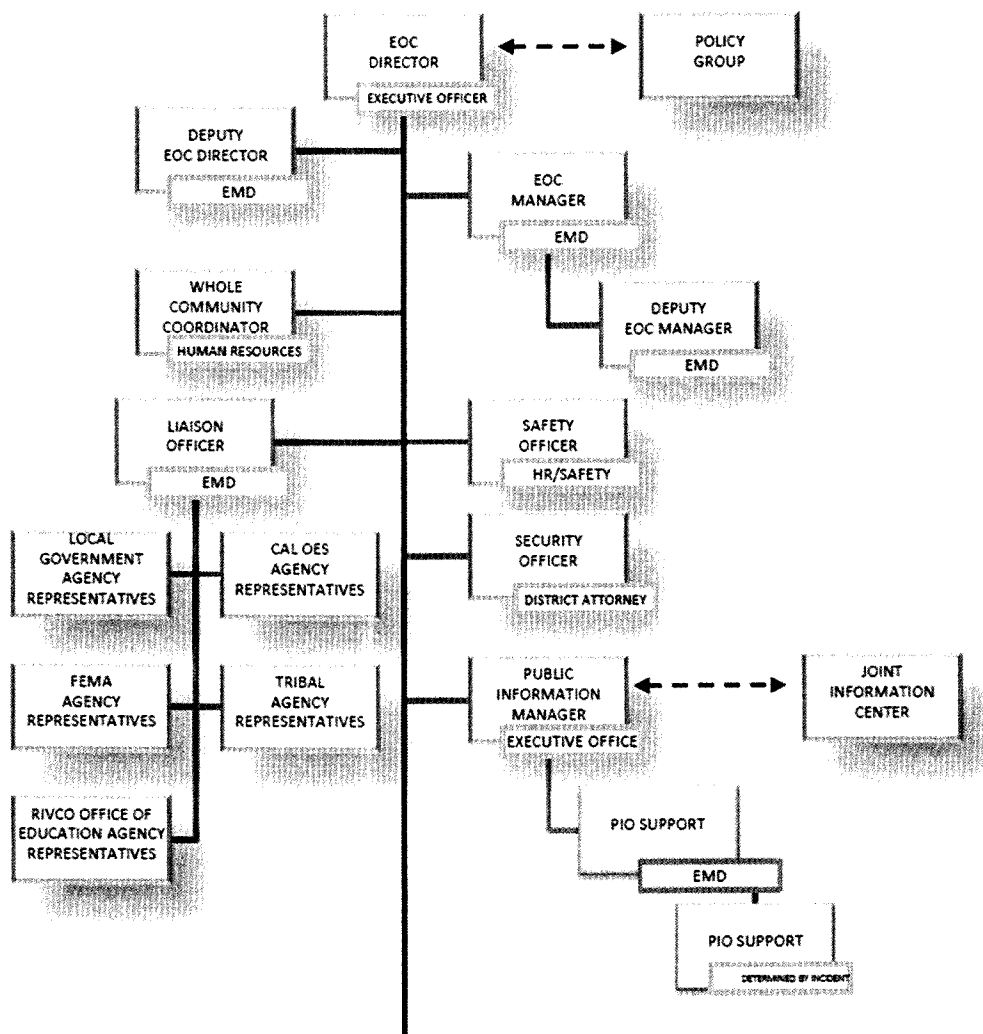 EOC
DIRECTOR
EXECUTIVE OFFICER
POLICY
GROUP
DEPUTY
EOC DIRECTOR
EMD
EOC
MANAGER
EMD
WHOLE
COMMUNITY
COORDINATOR
HUMAN RESOURCES
DEPUTY
EOC MANAGER
EMD
LIAISON
OFFICER
EMD
SAFETY
OFFICER
HR/SAFETY
LOCAL
GOVERNMENT
AGENCY
REPRESENTATIVES
CAL OES
AGENCY
REPRESENTATIVES
SECURITY
OFFICER
DISTRICT ATTORNEY
FEMA
AGENCY
REPRESENTATIVES
TRIBAL
AGENCY
REPRESENTATIVES
PUBLIC
INFORMATION
MANAGER
EXECUTIVE OFFICE
JOINT
INFORMATION
CENTER
RIVCO OFFICE OF
EDUCATION AGENCY
REPRESENTATIVES
PIO SUPPORT
EMD
PIO SUPPORT
DETERMINED BY INCIDENT